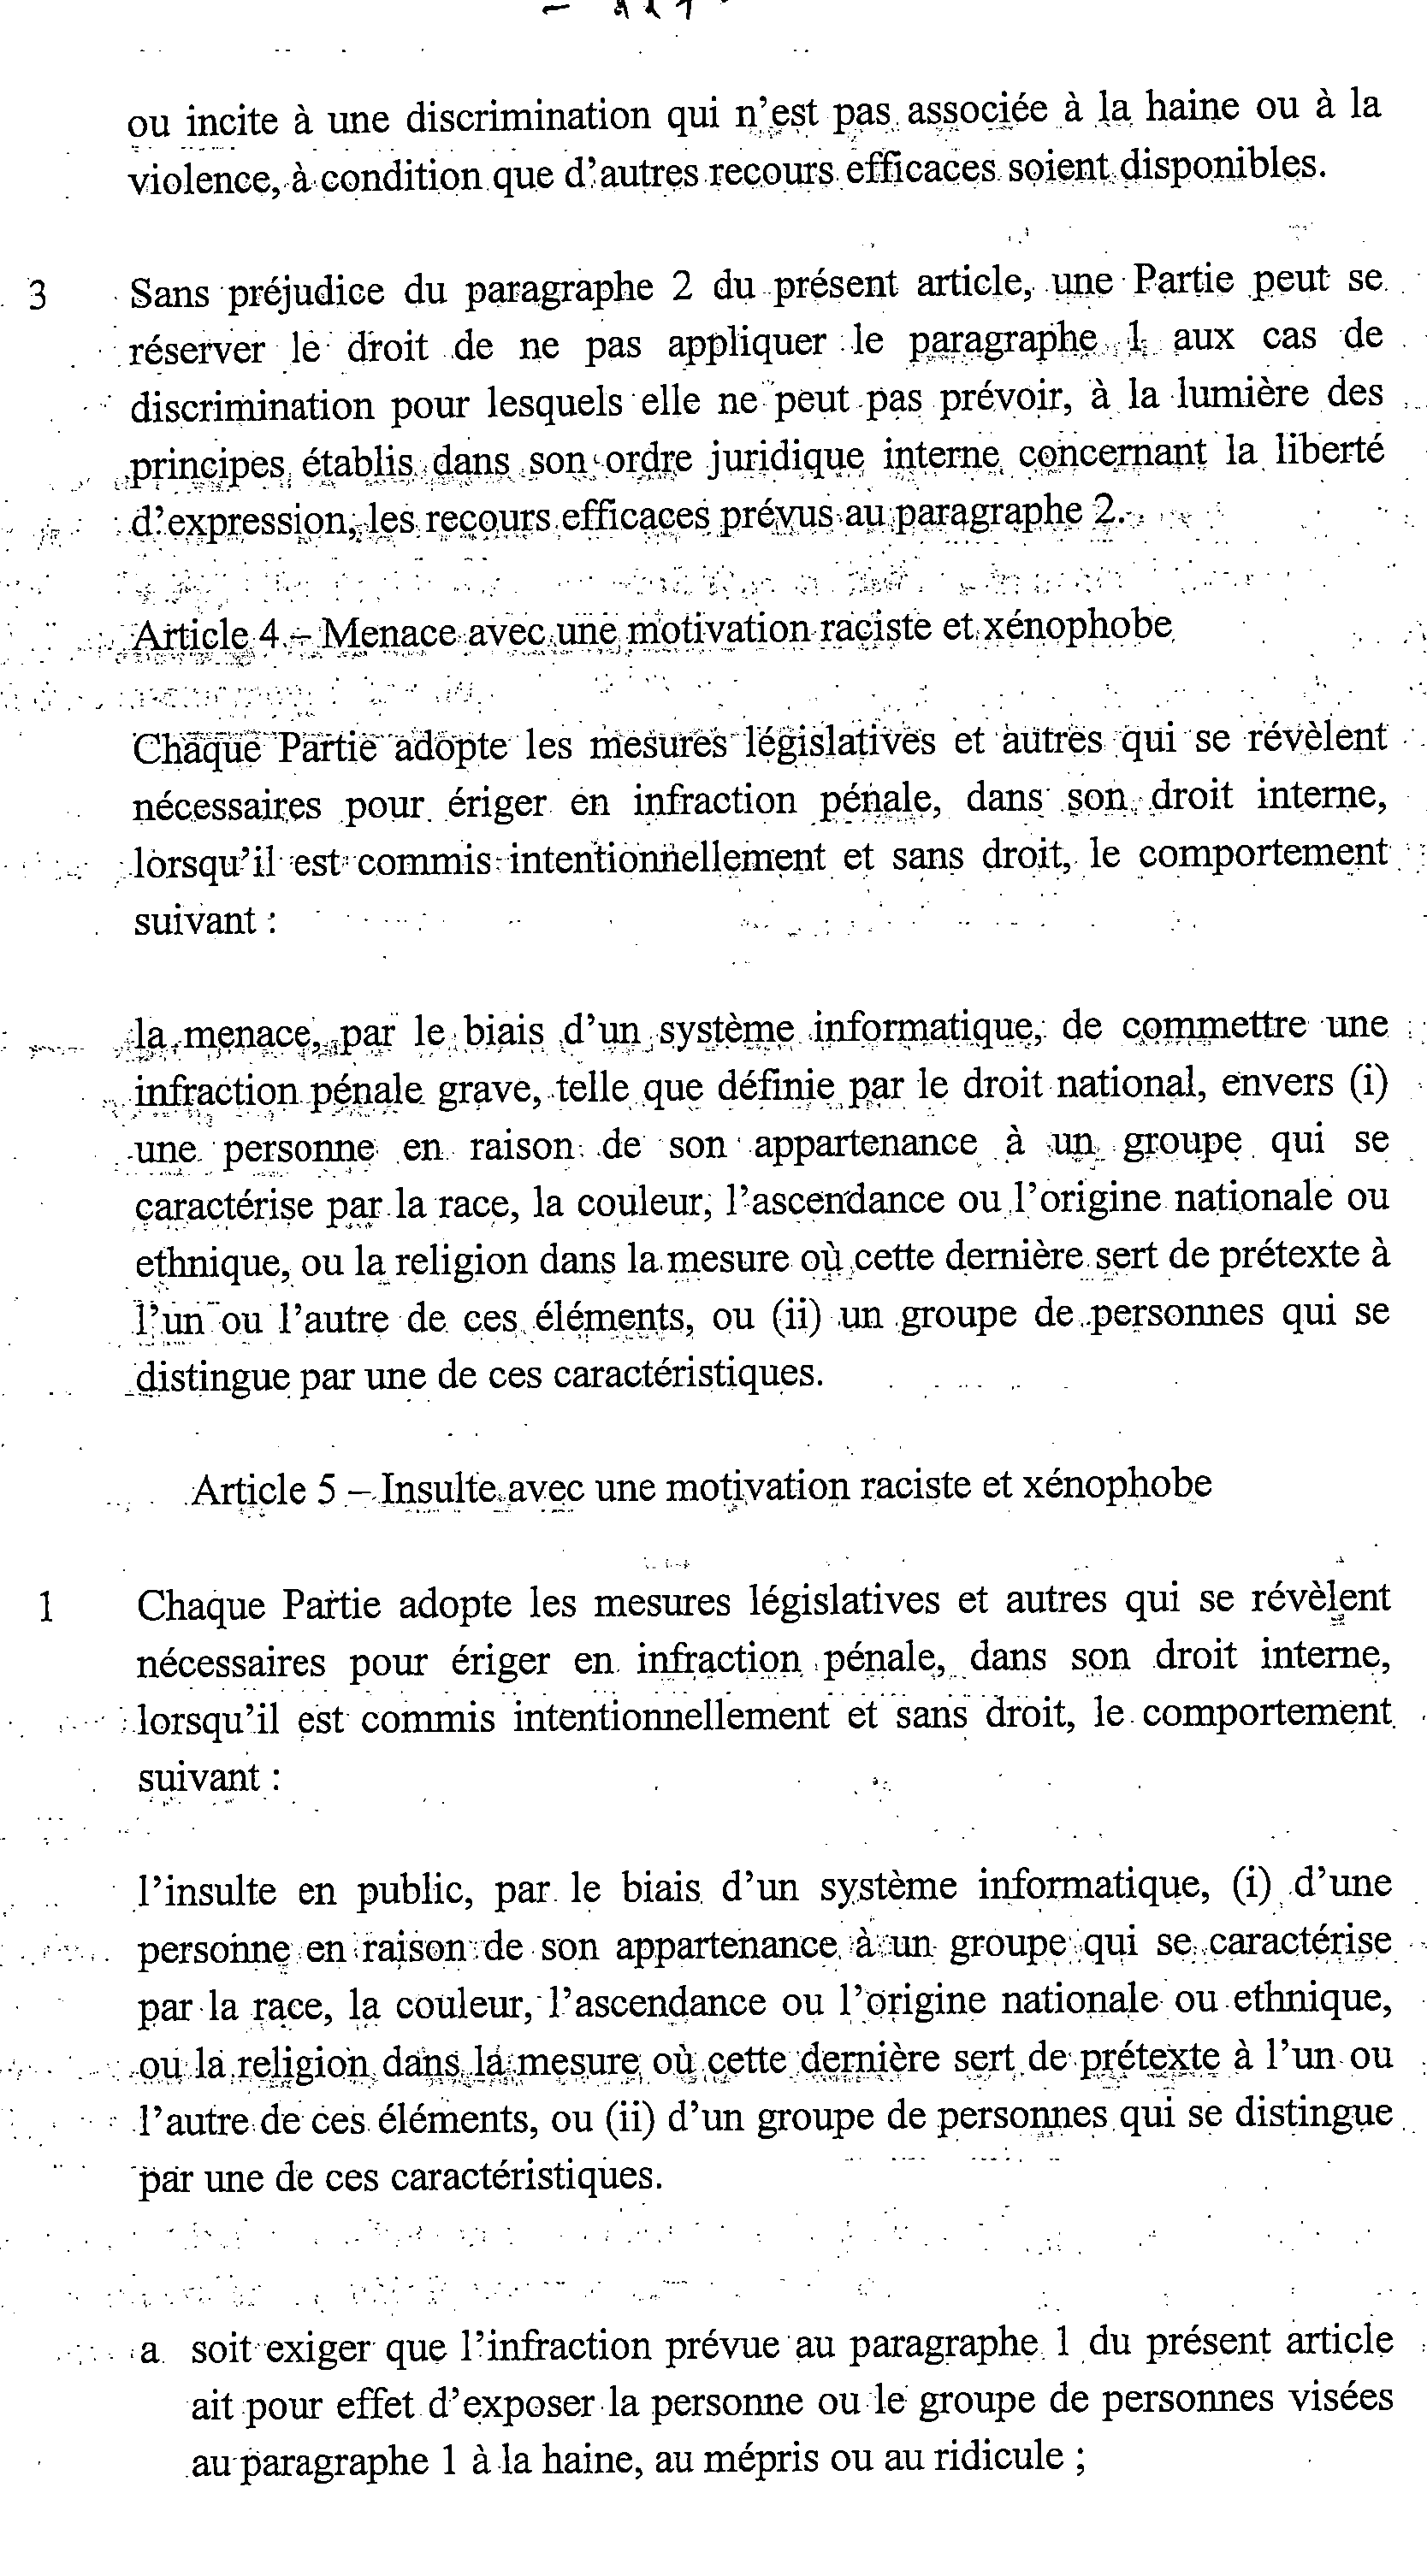 ou incite à une discrimination qui n'est pas associée à la haine ou à la
violence, à condition que d'autres recours efficaces soient disponibles.
3 Sans préjudice du paragraphe 2 du présent article, une Partie peut se
réserver le droit de ne pas appliquer le paragraphe 1 aux cas de
discrimination pour lesquels elle ne peut pas prévoir, à la lumière des
principes établis dans son ordre juridique interne concernant la liberté
d'expression, les recours efficaces prévus au paragraphe 2.
Article 4 – Menace avec une motivation raciste et xénophobe
Chaque Partie adopte les mesures législatives et autres qui se révèlent
nécessaires pour ériger en infraction pénale, dans son droit interne,
lorsqu'il est commis intentionnellement et sans droit, le comportement
suivant :
la menace, par le biais d'un système informatique, de commettre une
infraction pénale grave, telle que définie par le droit national, envers (i)
une personne en raison de son appartenance à un groupe qui se
caractérise par la race, la couleur, l'ascendance ou l'origine nationale ou
ethnique, ou la religion dans la mesure où cette dernière sert de prétexte à
l'un ou l'autre de ces éléments, ou (ii) un groupe de personnes qui se
distingue par une de ces caractéristiques.
Article 5 – Insulte avec une motivation raciste et xénophobe
1 Chaque Partie adopte les mesures législatives et autres qui se révèlent
nécessaires pour ériger en infraction pénale, dans son droit interne,
lorsqu'il est commis intentionnellement et sans droit, le comportement
suivant :
l'insulte en public, par le biais d'un système informatique, (i) d'une
personne en raison de son appartenance à un groupe qui se caractérise
par la race, la couleur, l'ascendance ou l'origine nationale ou ethnique,
ou la religion dans la mesure où cette dernière sert de prétexte à l'un ou
l'autre de ces éléments, ou (ii) d'un groupe de personnes qui se distingue
par une de ces caractéristiques.
a soit exiger que l'infraction prévue au paragraphe 1 du présent article
ait pour effet d'exposer la personne ou le groupe de personnes visées
au paragraphe 1 à la haine, au mépris ou au ridicule ;